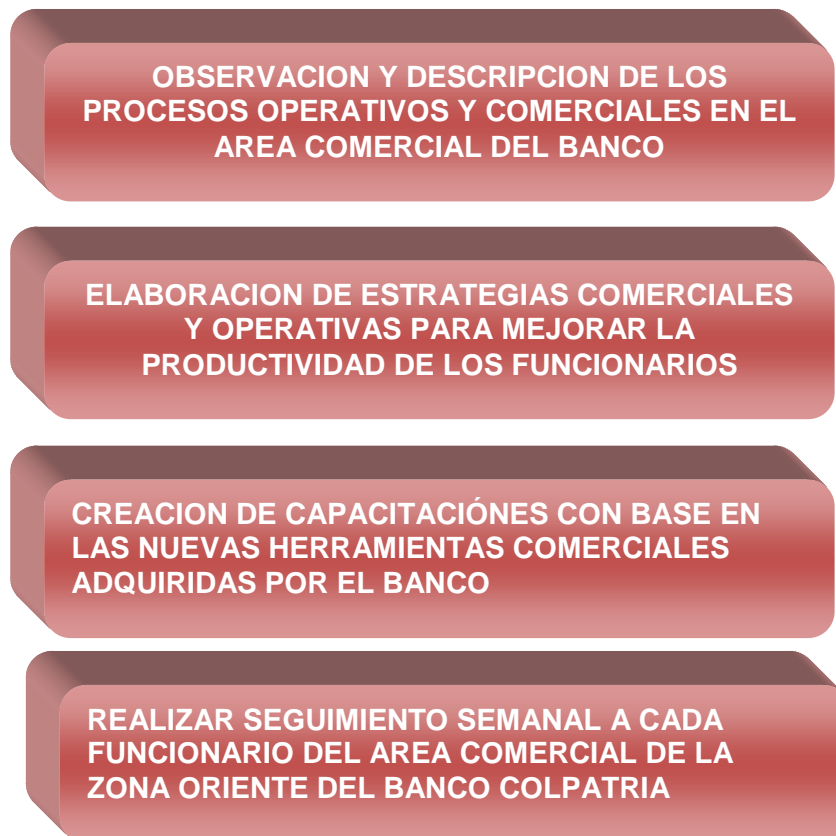 OBSERVACION Y DESCRIPCION DE LOS
PROCESOS OPERATIVOS Y COMERCIALES EN EL
AREA COMERCIAL DEL BANCO
ELABORACION DE ESTRATEGIAS COMERCIALES
Y OPERATIVAS PARA MEJORAR LA
PRODUCTIVIDAD DE LOS FUNCIONARIOS
CREACION DE CAPACITACIÓNES CON BASE EN
LAS NUEVAS HERRAMIENTAS COMERCIALES
ADQUIRIDAS POR EL BANCO
REALIZAR SEGUIMIENTO SEMANAL A CADA
FUNCIONARIO DEL AREA COMERCIAL DE LA
ZONA ORIENTE DEL BANCO COLPATRIA